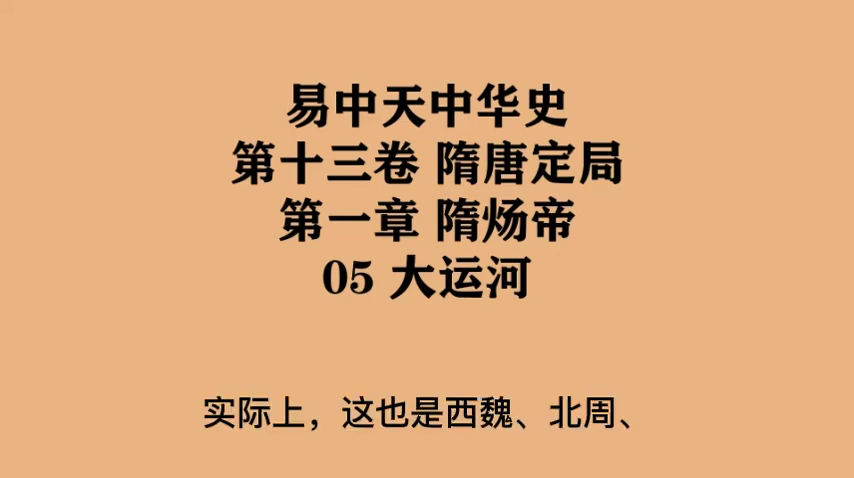 易中天中华史
第十三卷 隋唐定局
第一章 隋炀帝
05 大运河
实际上，这也是西魏、北周、